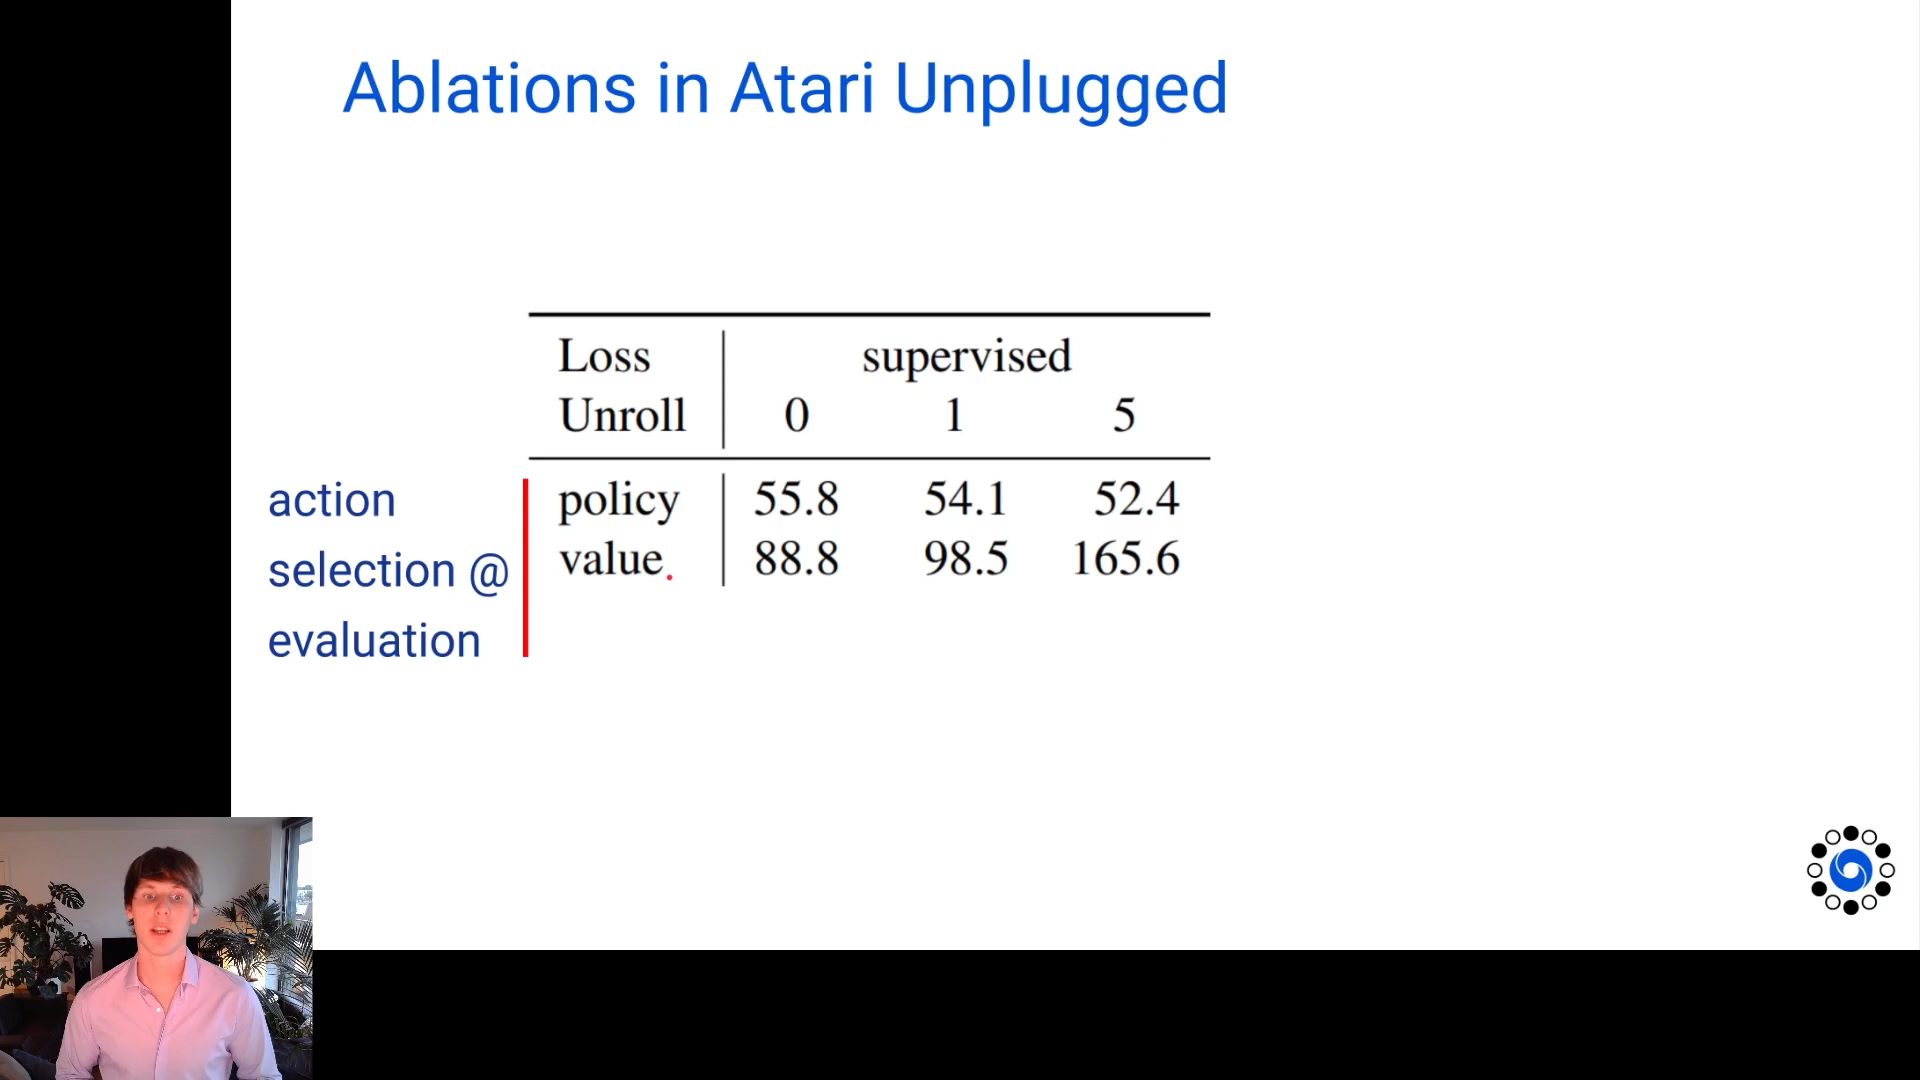 Ablations in Atari Unplugged
Loss supervised
Unroll 0 1 5
action
selection @
evaluation
policy 55.8 54.1 52.4
value 88.8 98.5 165.6